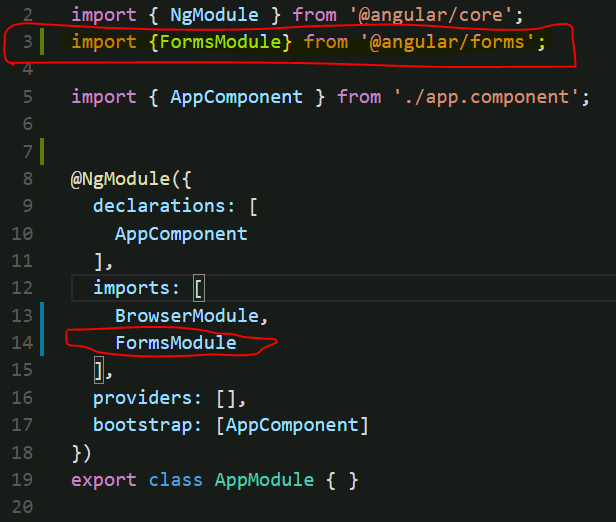 2 import { NgModule } from '@angular/core';
3 import {FormsModule} from '@angular/forms';
4
5 import { AppComponent } from './app.component';
6
7
8 @NgModule({
9 declarations: [
10 AppComponent
11 ],
12 imports: [
13 BrowserModule,
14 FormsModule
15 ],
16 providers: [],
17 bootstrap: [AppComponent]
18 })
19 export class AppModule { }
20